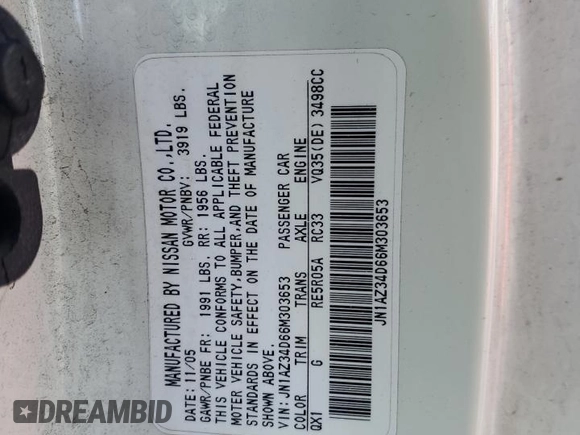 MANUFACTURED BY NISSAN MOTOR CO.,LTD.
DATE: 11/05 GVWR/PNBV: 3919 LBS.
GAWR/PNBE FR: 1991 LBS. RR: 1956 LBS.
THIS VEHICLE CONFORMS TO ALL APPLICABLE FEDERAL
MOTOR VEHICLE SAFETY,BUMPER,AND THEFT PREVENTION
STANDARDS IN EFFECT ON THE DATE OF MANUFACTURE
SHOWN ABOVE.
VIN: JN1AZ34D66M303653 PASSENGER CAR
COLOR TRIM TRANS AXLE ENGINE
QX1 G RE5R05A RC33 VQ35(DE) 3498CC
JN1AZ34D66M303653
DREAMBID